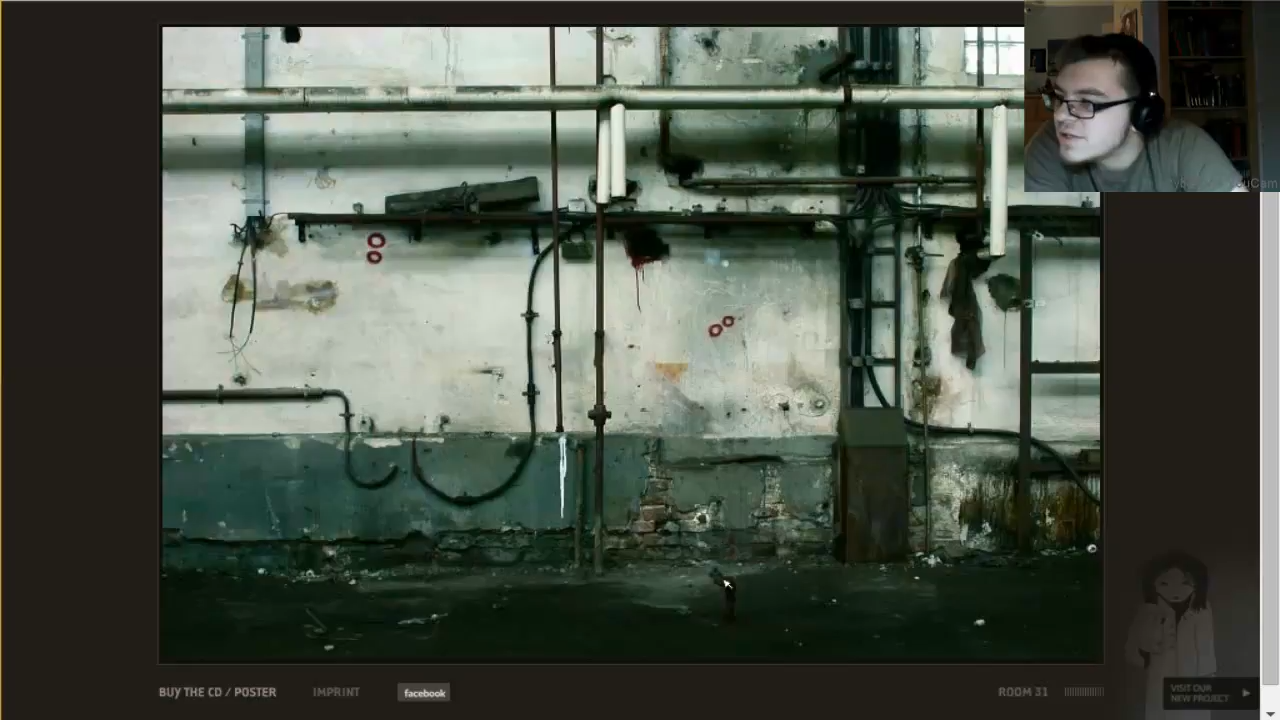 BUY THE CD / POSTER
IMPRINT
facebook
ROOM 31
VISIT OUR
NEW PROJECT